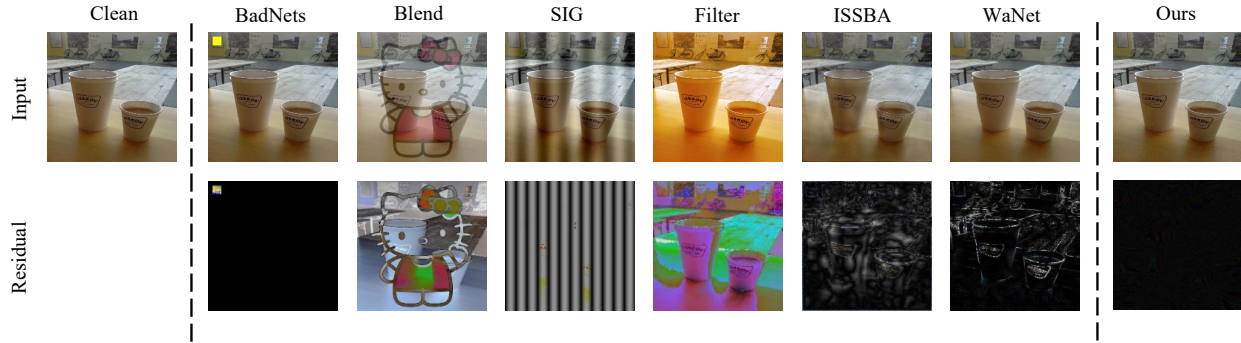 Clean
BadNets
Blend
SIG
Filter
ISSBA
WaNet
Ours
Input
Residual